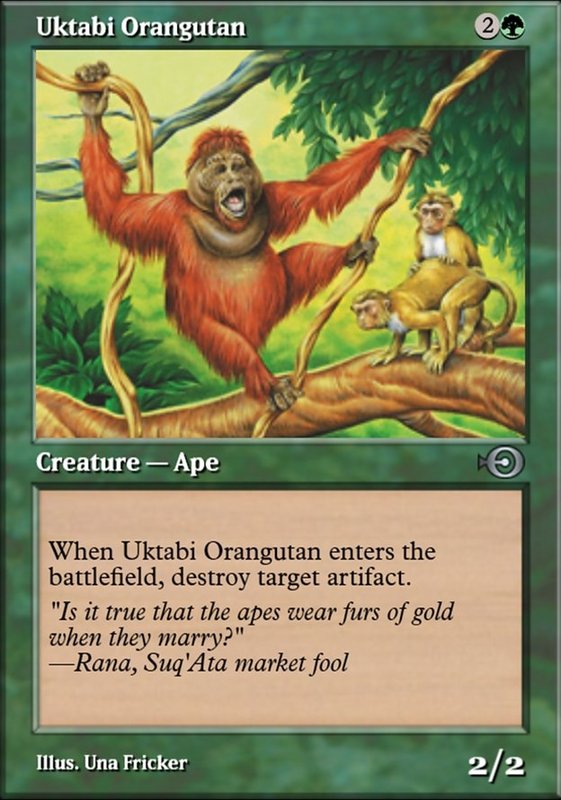 Uktabi Orangutan 2
Creature — Ape
When Uktabi Orangutan enters the
battlefield, destroy target artifact.
"Is it true that the apes wear furs of gold
when they marry?"
—Rana, Suq'Ata market fool
Illus. Una Fricker
2/2